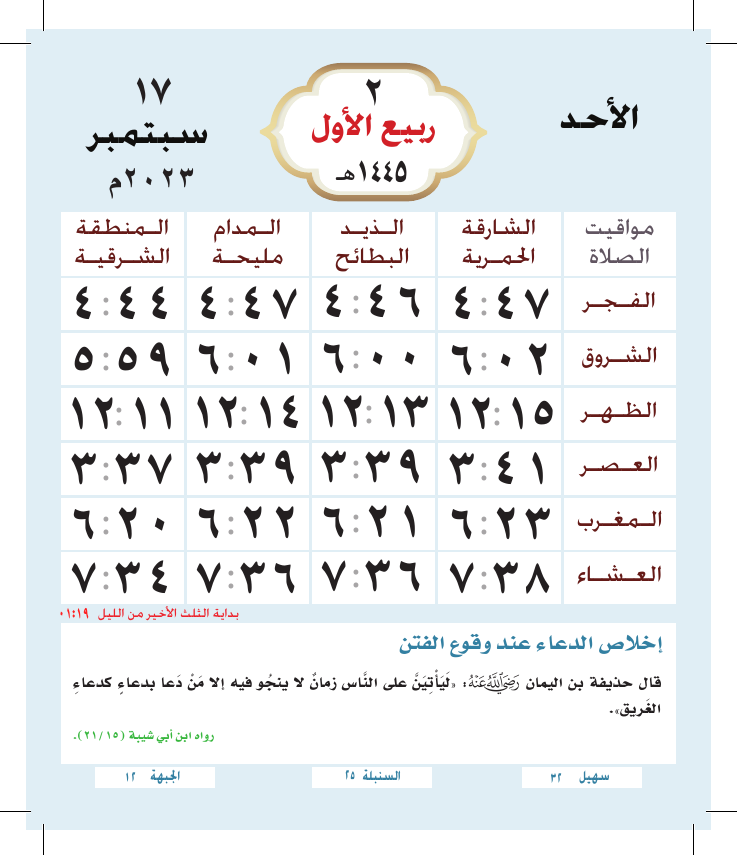 الأحد
٢
ربيع الأول
١٤٤٥هـ
١٧
سبتمبر
٢٠٢٣م
مواقيت الصلاة
الشارقة الحمرية
الذيد البطائح
المدام مليحة
المنطقة الشرقية
الفجر ٤:٤٧ ٤:٤٦ ٤:٤٧ ٤:٤٤
الشروق ٦:٠٢ ٦:٠٠ ٦:٠١ ٥:٥٩
الظهر ١٢:١٥ ١٢:١٣ ١٢:١٤ ١٢:١١
العصر ٣:٤١ ٣:٣٩ ٣:٣٩ ٣:٣٧
المغرب ٦:٢٣ ٦:٢١ ٦:٢٢ ٦:٢٠
العشاء ٧:٣٨ ٧:٣٦ ٧:٣٦ ٧:٣٤
بداية الثلث الأخير من الليل ٠١:١٩
إخلاص الدعاء عند وقوع الفتن
قال حذيفة بن اليمان رَضِيَ اللَّهُ عَنْهُ: «لَيَأْتِيَنَّ على النَّاس زمانٌ لا ينجُو فيه إلا مَنْ دَعا بدعاءٍ كدعاءِ
الغَريق».
رواه ابن أبي شيبة (٢١/١٥).
سهيل ٣٢
السنبلة ٢٥
الجبهة ١٢